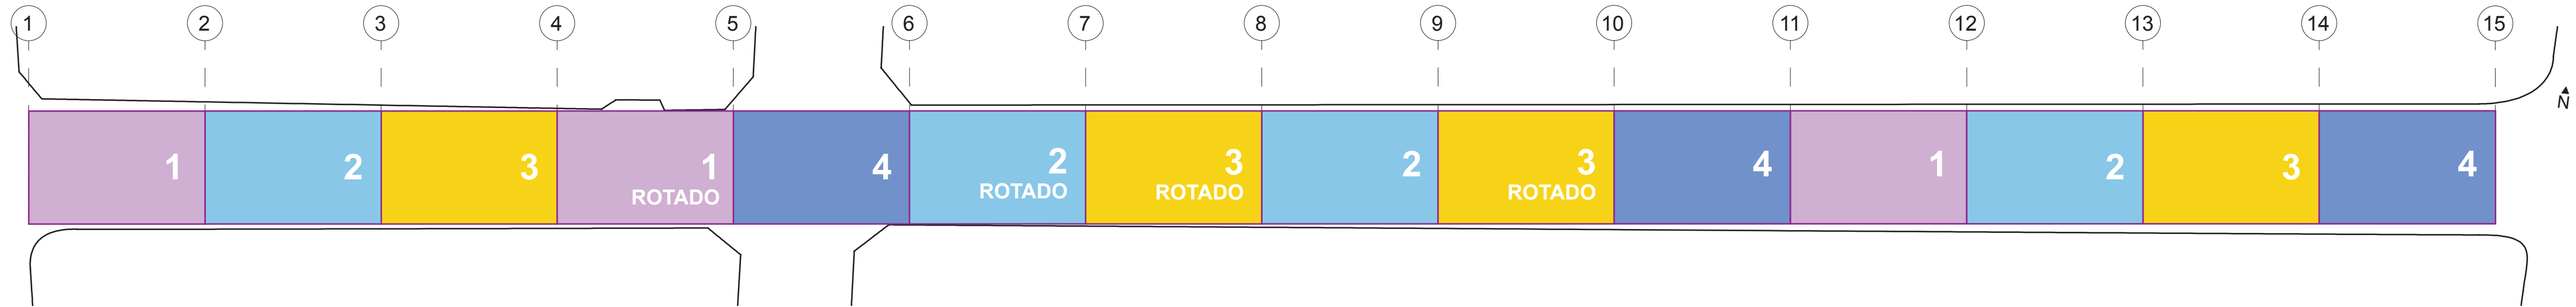 1 2 3 4 5 6 7 8 9 10 11 12 13 14 15
N
1 2 3 1 4 2 3 2 3 4 1 2 3 4
ROTADO ROTADO ROTADO ROTADO